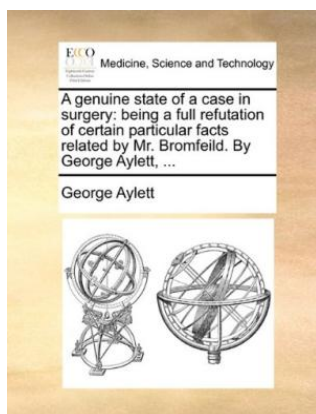 ECCO
Medicine, Science and Technology
A genuine state of a case in
surgery: being a full refutation
of certain particular facts
related by Mr. Bromfeild. By
George Aylett, ...
George Aylett